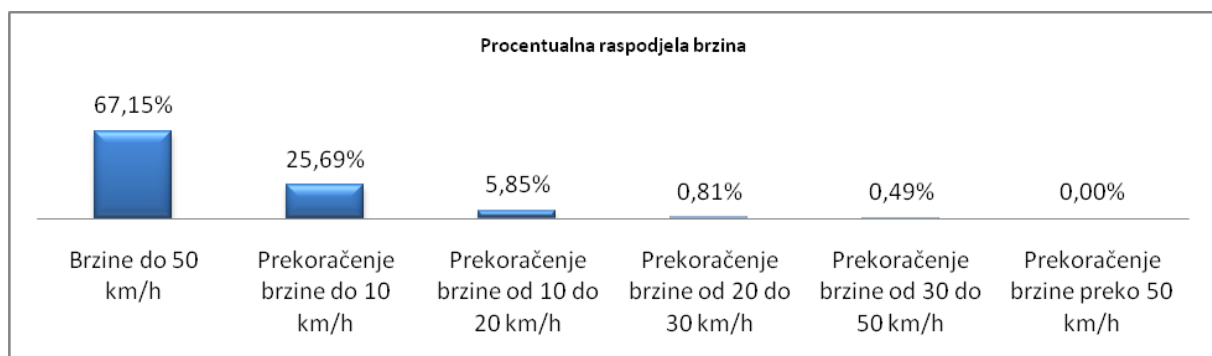 Procentualna raspodjela brzina
67,15%
25,69%
5,85%
0,81%
0,49%
0,00%
Brzine do 50
km/h
Prekoračenje
brzine do 10
km/h
Prekoračenje
brzine od 10 do
20 km/h
Prekoračenje
brzine od 20 do
30 km/h
Prekoračenje
brzine od 30 do
50 km/h
Prekoračenje
brzine preko 50
km/h